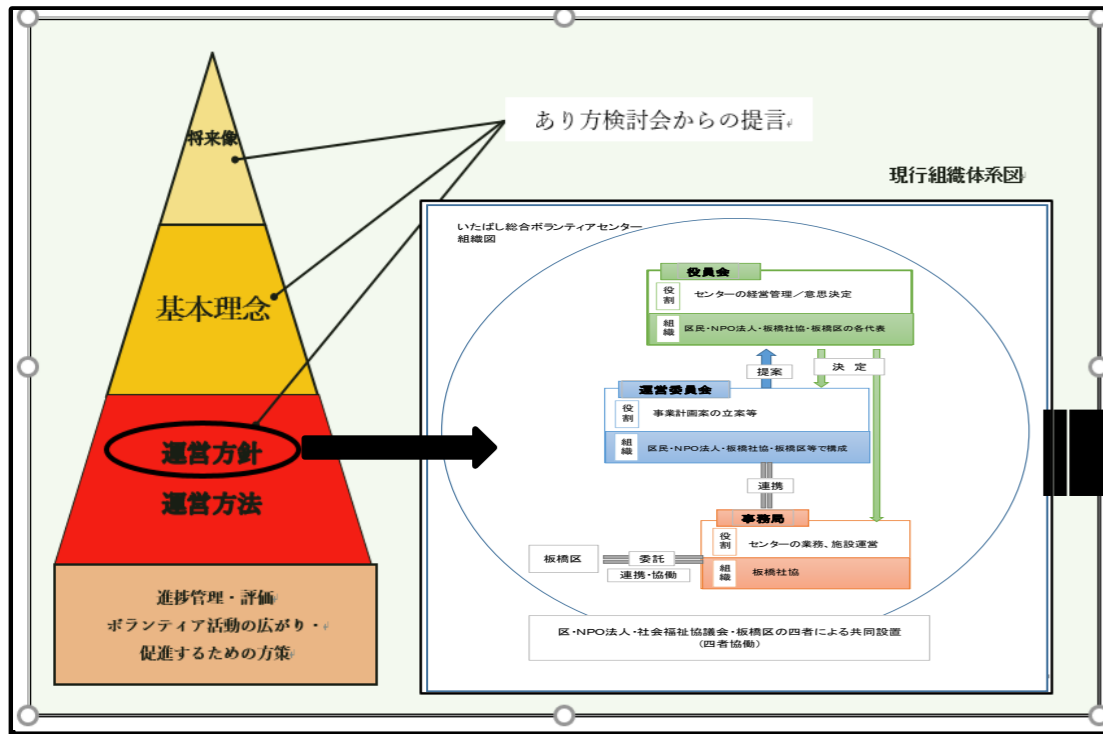 あり方検討会からの提言
将来像
基本理念
運営方針
運営方法
進捗管理・評価
ボランティア活動の広がり・
促進するための方策
現行組織体系図
いたばし総合ボランティアセンター
組織図
役員会
役割
センターの経営管理／意思決定
組織
区民・NPO法人・板橋社協・板橋区の各代表
提案
決 定
運営委員会
役割
事業計画案の立案等
組織
区民・NPO法人・板橋社協・板橋区等で構成
連携
事務局
役割
センターの業務、施設運営
組織
板橋社協
板橋区
委託
連携・協働
区・NPO法人・社会福祉協議会・板橋区の四者による共同設置
（四者協働）